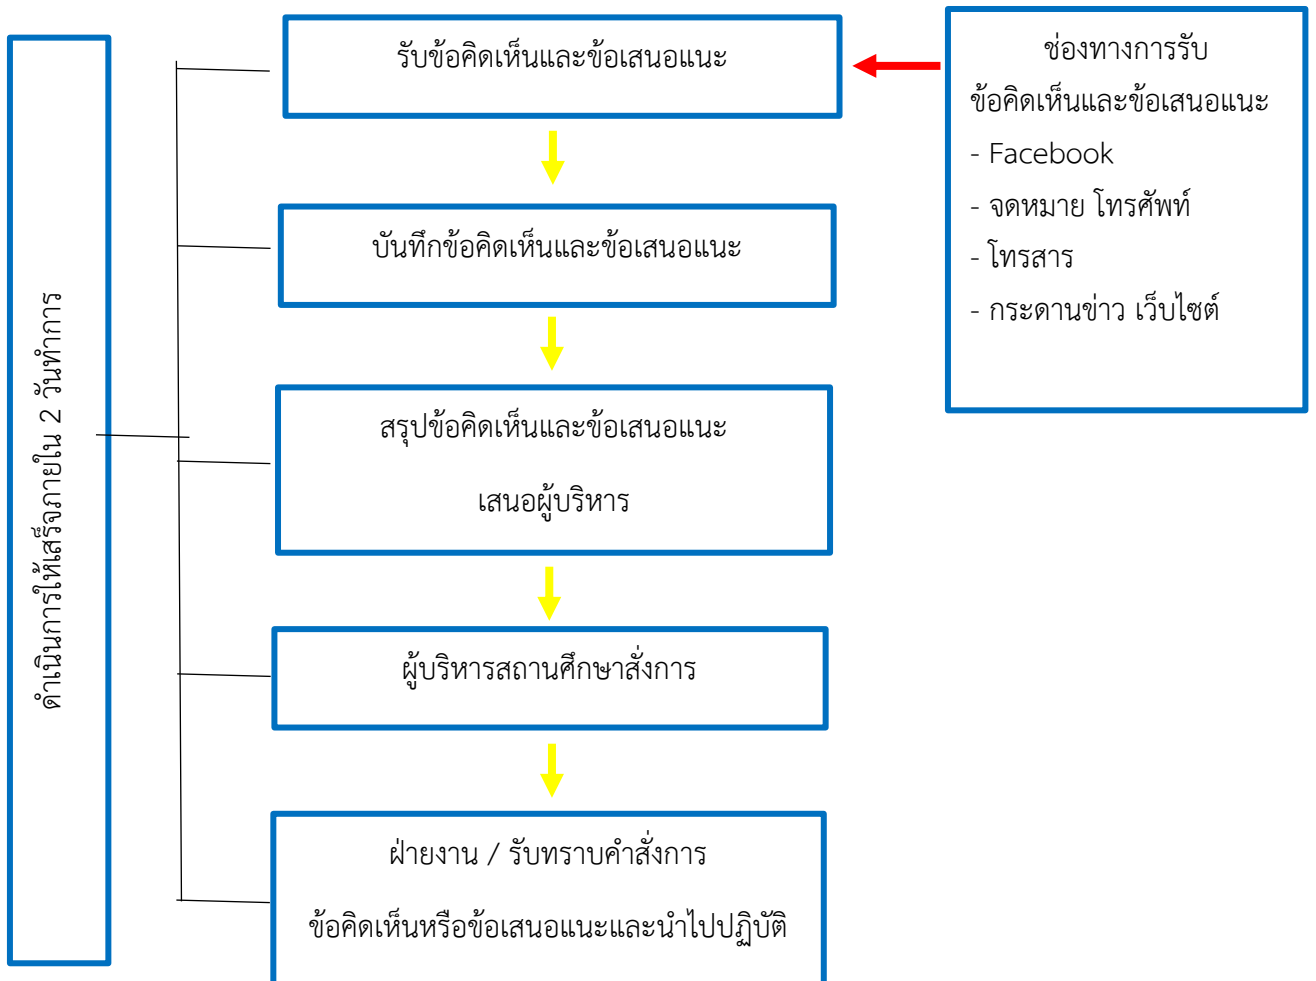 รับข้อคิดเห็นและข้อเสนอแนะ
ช่องทางการรับ
ข้อคิดเห็นและข้อเสนอแนะ
- Facebook
- จดหมาย โทรศัพท์
- โทรสาร
- กระดานข่าว เว็บไซต์
บันทึกข้อคิดเห็นและข้อเสนอแนะ
สรุปข้อคิดเห็นและข้อเสนอแนะ
เสนอผู้บริหาร
ผู้บริหารสถานศึกษาสั่งการ
ฝ่ายงาน / รับทราบคำสั่งการ
ข้อคิดเห็นหรือข้อเสนอแนะและนำไปปฏิบัติ
ดำเนินการให้เสร็จภายใน 2 วันทำการ